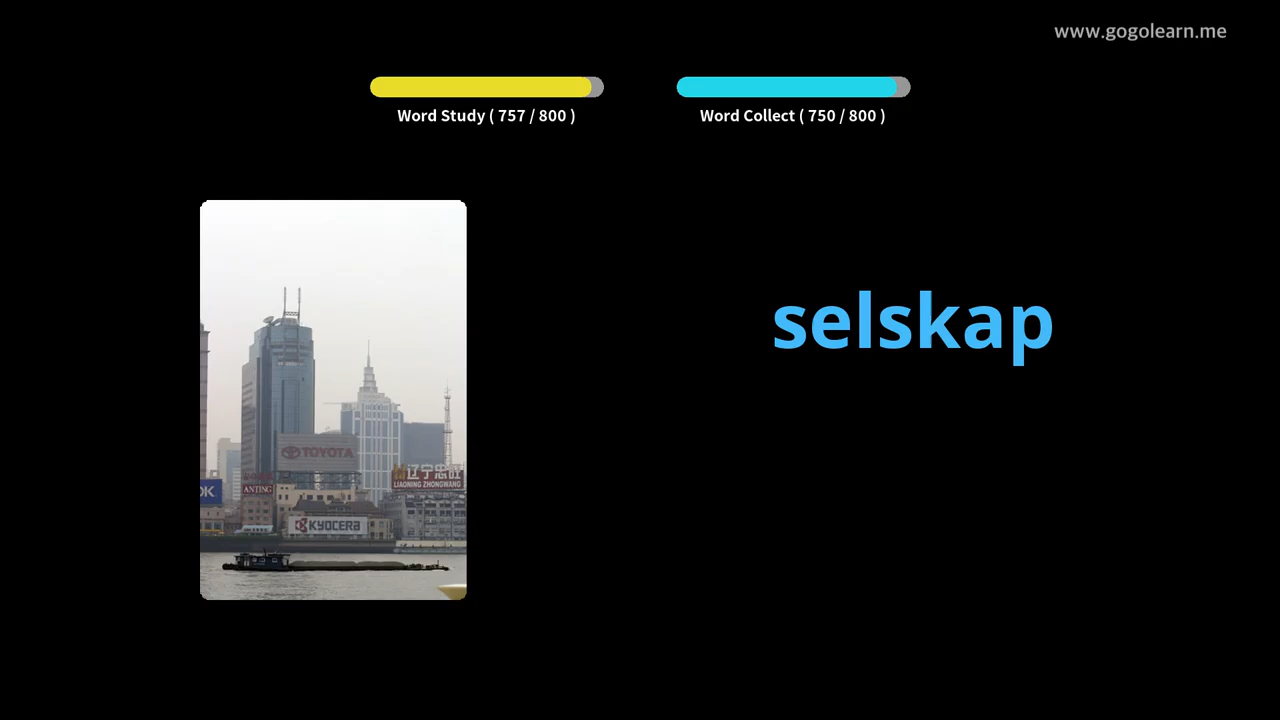 www.gogolearn.me
Word Study ( 757 / 800 )
Word Collect ( 750 / 800 )
selskap
TOYOTA
辽宁忠旺
LIAONING ZHONGWANG
OK
ANTING
KYOCERA